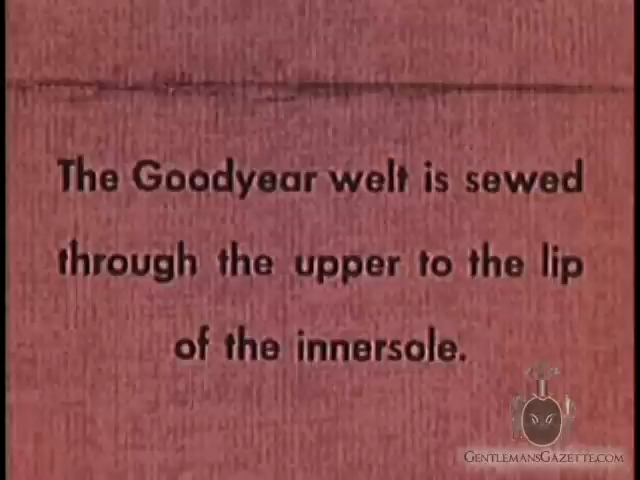 The Goodyear welt is sewed
through the upper to the lip
of the innersole.
GENTLEMANSGAZETTE.COM